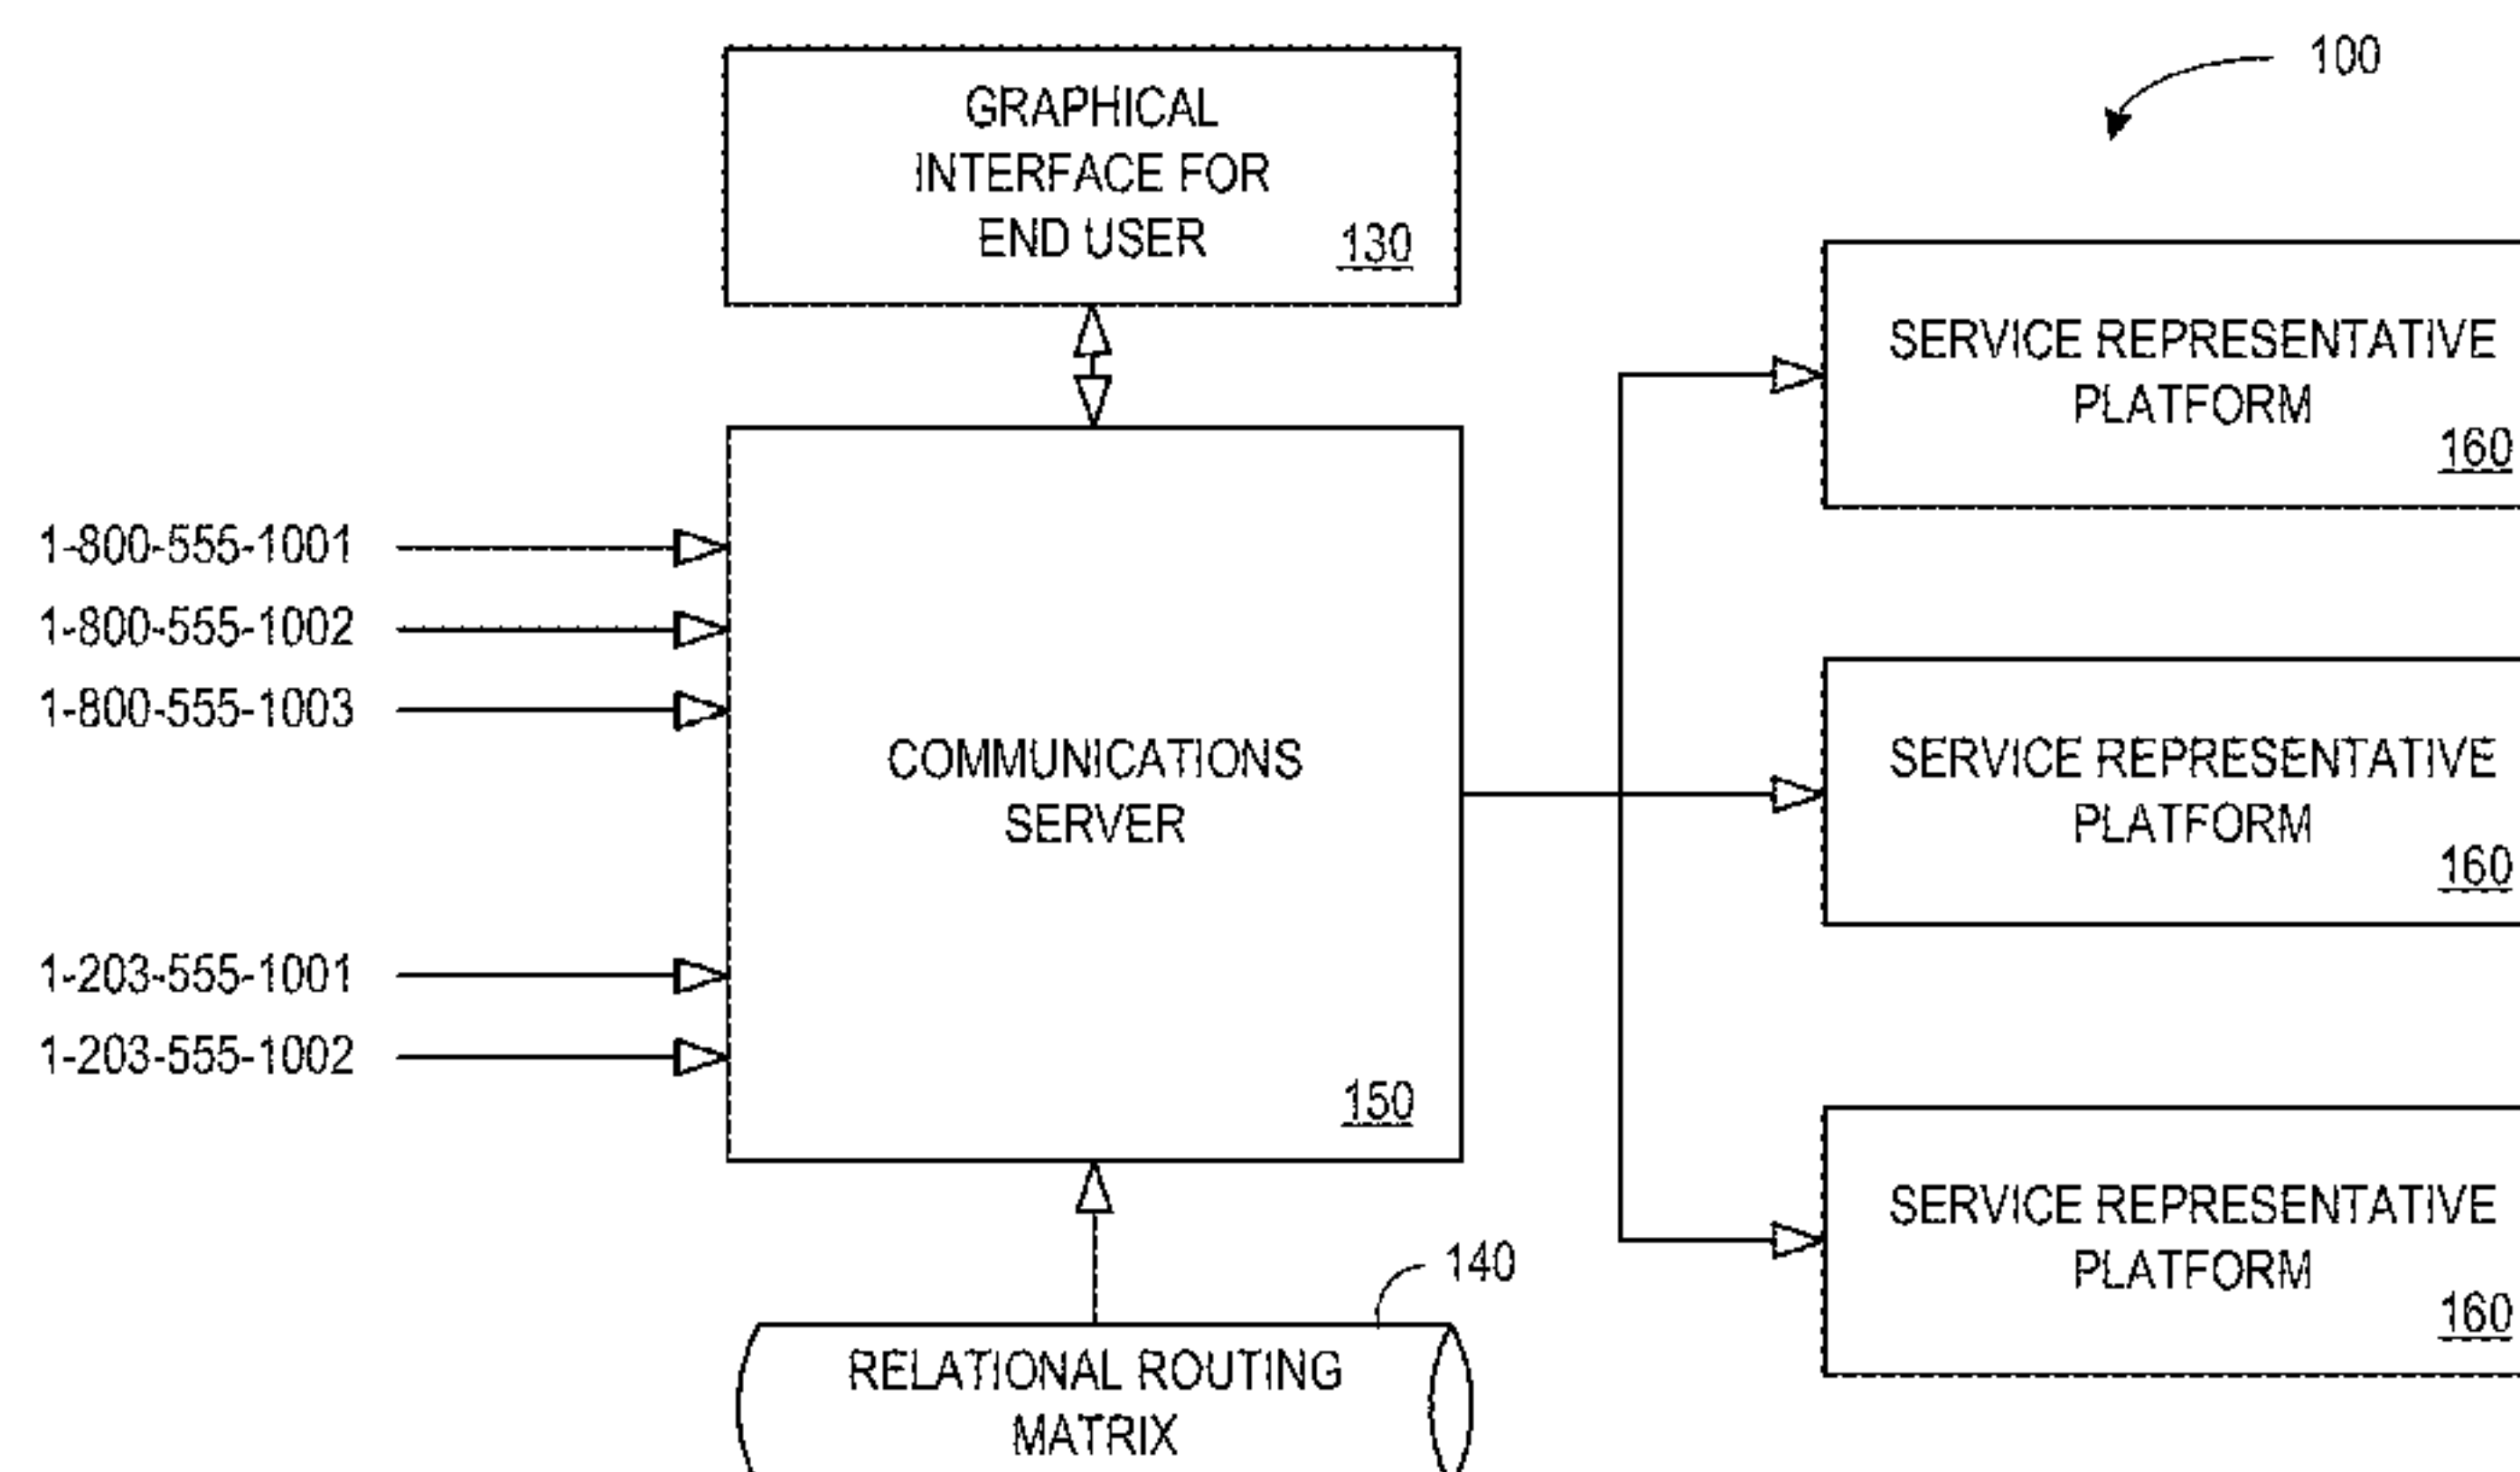 100
GRAPHICAL
INTERFACE FOR
END USER
130
SERVICE REPRESENTATIVE
PLATFORM
160
1-800-555-1001
1-800-555-1002
1-800-555-1003
COMMUNICATIONS
SERVER
150
SERVICE REPRESENTATIVE
PLATFORM
160
1-203-555-1001
1-203-555-1002
SERVICE REPRESENTATIVE
PLATFORM
160
140
RELATIONAL ROUTING
MATRIX